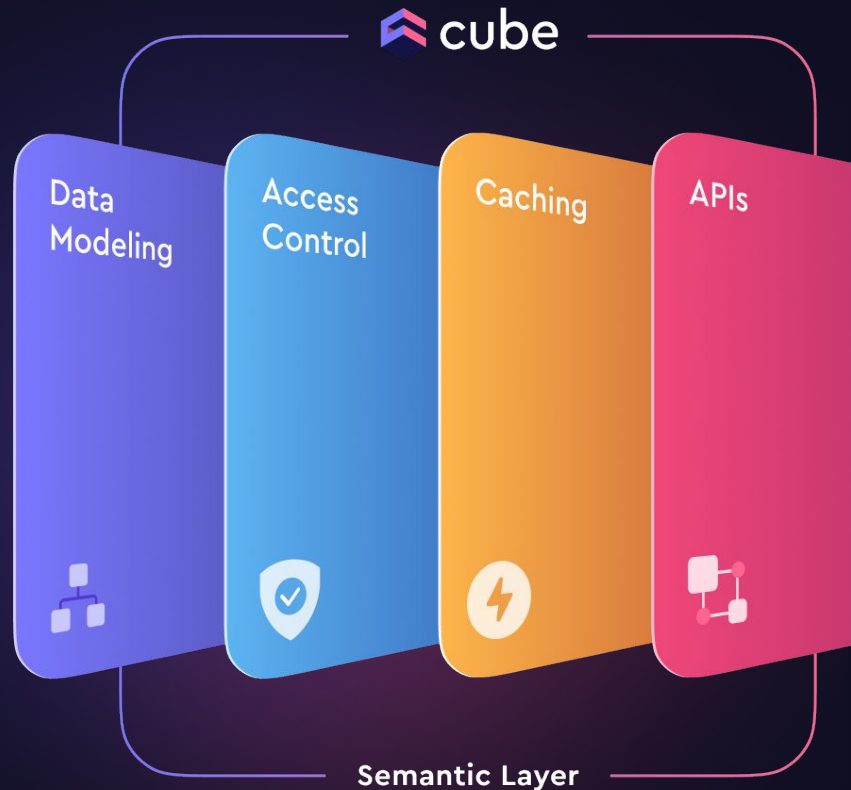 cube
Data
Modeling
Access
Control
Caching
APIs
Semantic Layer